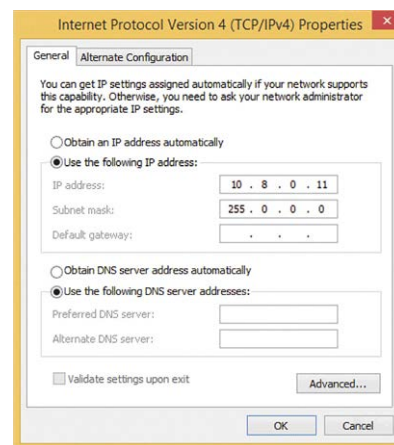 Internet Protocol Version 4 (TCP/IPv4) Properties
General
Alternate Configuration
You can get IP settings assigned automatically if your network supports
this capability. Otherwise, you need to ask your network administrator
for the appropriate IP settings.
Obtain an IP address automatically
Use the following IP address:
IP address: 10 . 8 . 0 . 11
Subnet mask: 255 . 0 . 0 . 0
Default gateway: . . .
Obtain DNS server address automatically
Use the following DNS server addresses:
Preferred DNS server:
Alternate DNS server:
Validate settings upon exit
Advanced...
OK Cancel